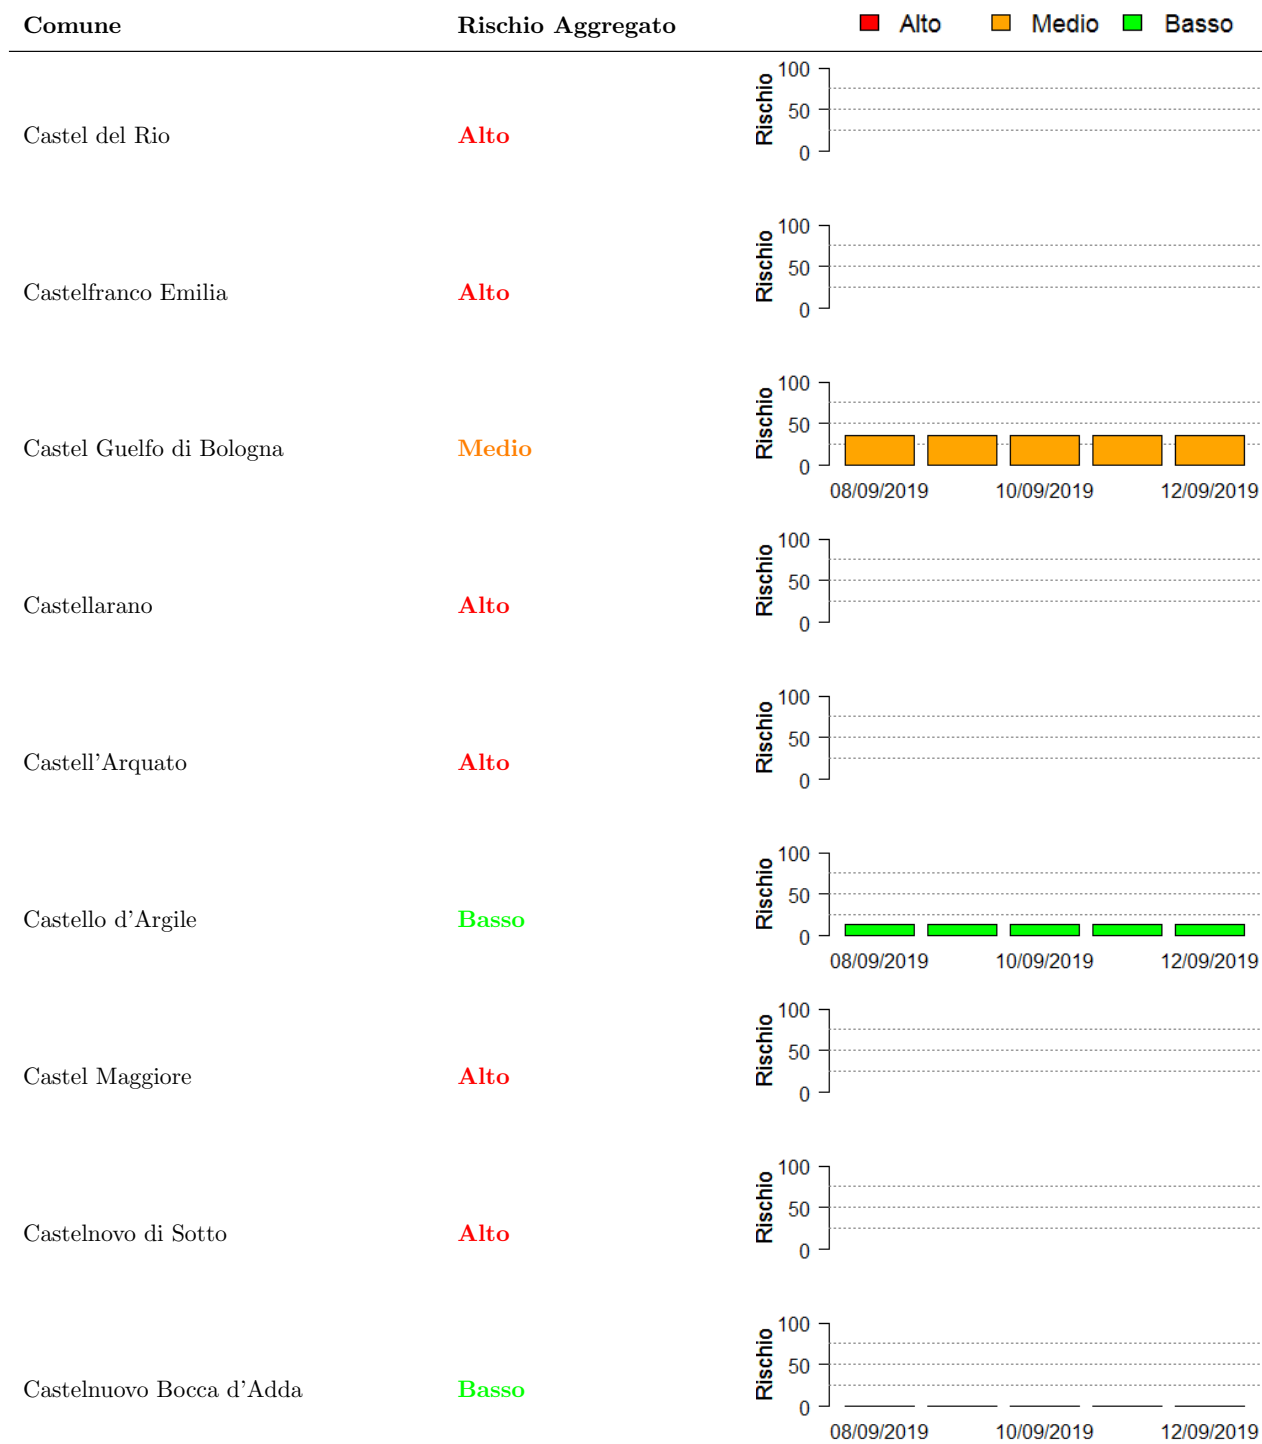 Comune Rischio Aggregato Alto Medio Basso
Castel del Rio Alto Rischio 100 50 0
Castelfranco Emilia Alto Rischio 100 50 0
Castel Guelfo di Bologna Medio Rischio 100 50 0
08/09/2019 10/09/2019 12/09/2019
Castellarano Alto Rischio 100 50 0
Castell'Arquato Alto Rischio 100 50 0
Castello d'Argile Basso Rischio 100 50 0
08/09/2019 10/09/2019 12/09/2019
Castel Maggiore Alto Rischio 100 50 0
Castelnovo di Sotto Alto Rischio 100 50 0
Castelnuovo Bocca d'Adda Basso Rischio 100 50 0
08/09/2019 10/09/2019 12/09/2019